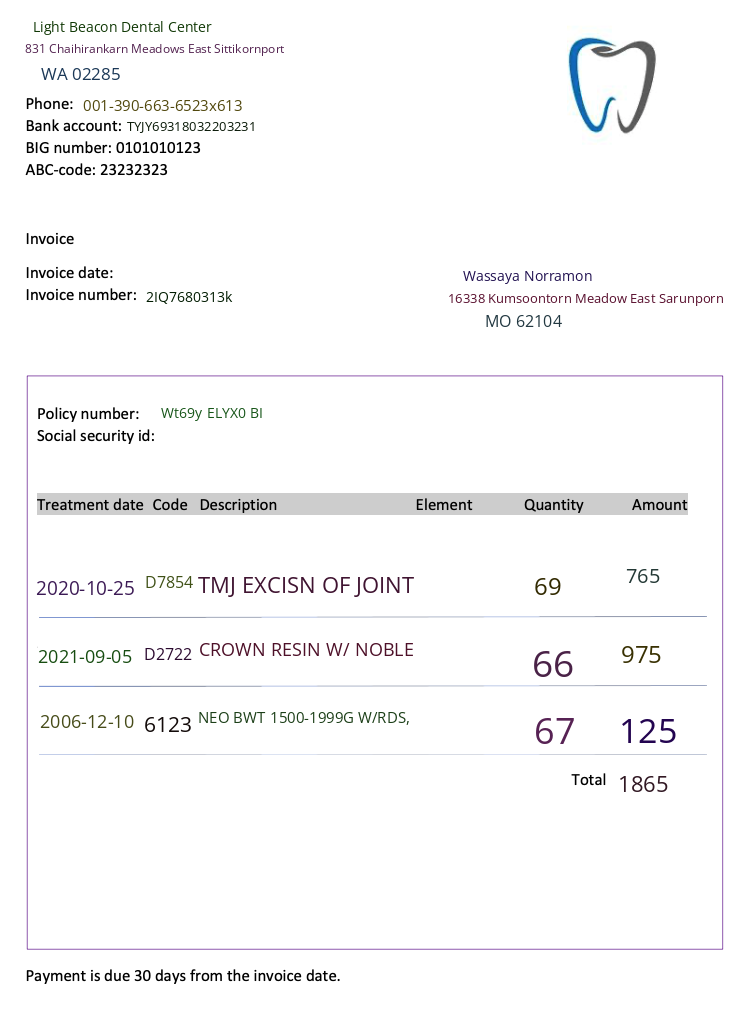 Light Beacon Dental Center
831 Chaihirankarn Meadows East Sittikornport
WA 02285
Phone: 001-390-663-6523x613
Bank account: TYJY69318032203231
BIG number: 0101010123
ABC-code: 23232323
Invoice
Invoice date:
Invoice number: 2IQ7680313k
Wassaya Norramon
16338 Kumsoontorn Meadow East Sarunporn
MO 62104
Policy number: Wt69y ELYX0 BI
Social security id:
Treatment date Code Description Element Quantity Amount
2020-10-25 D7854 TMJ EXCISN OF JOINT 69 765
2021-09-05 D2722 CROWN RESIN W/ NOBLE 66 975
2006-12-10 6123 NEO BWT 1500-1999G W/RDS, 67 125
Total 1865
Payment is due 30 days from the invoice date.